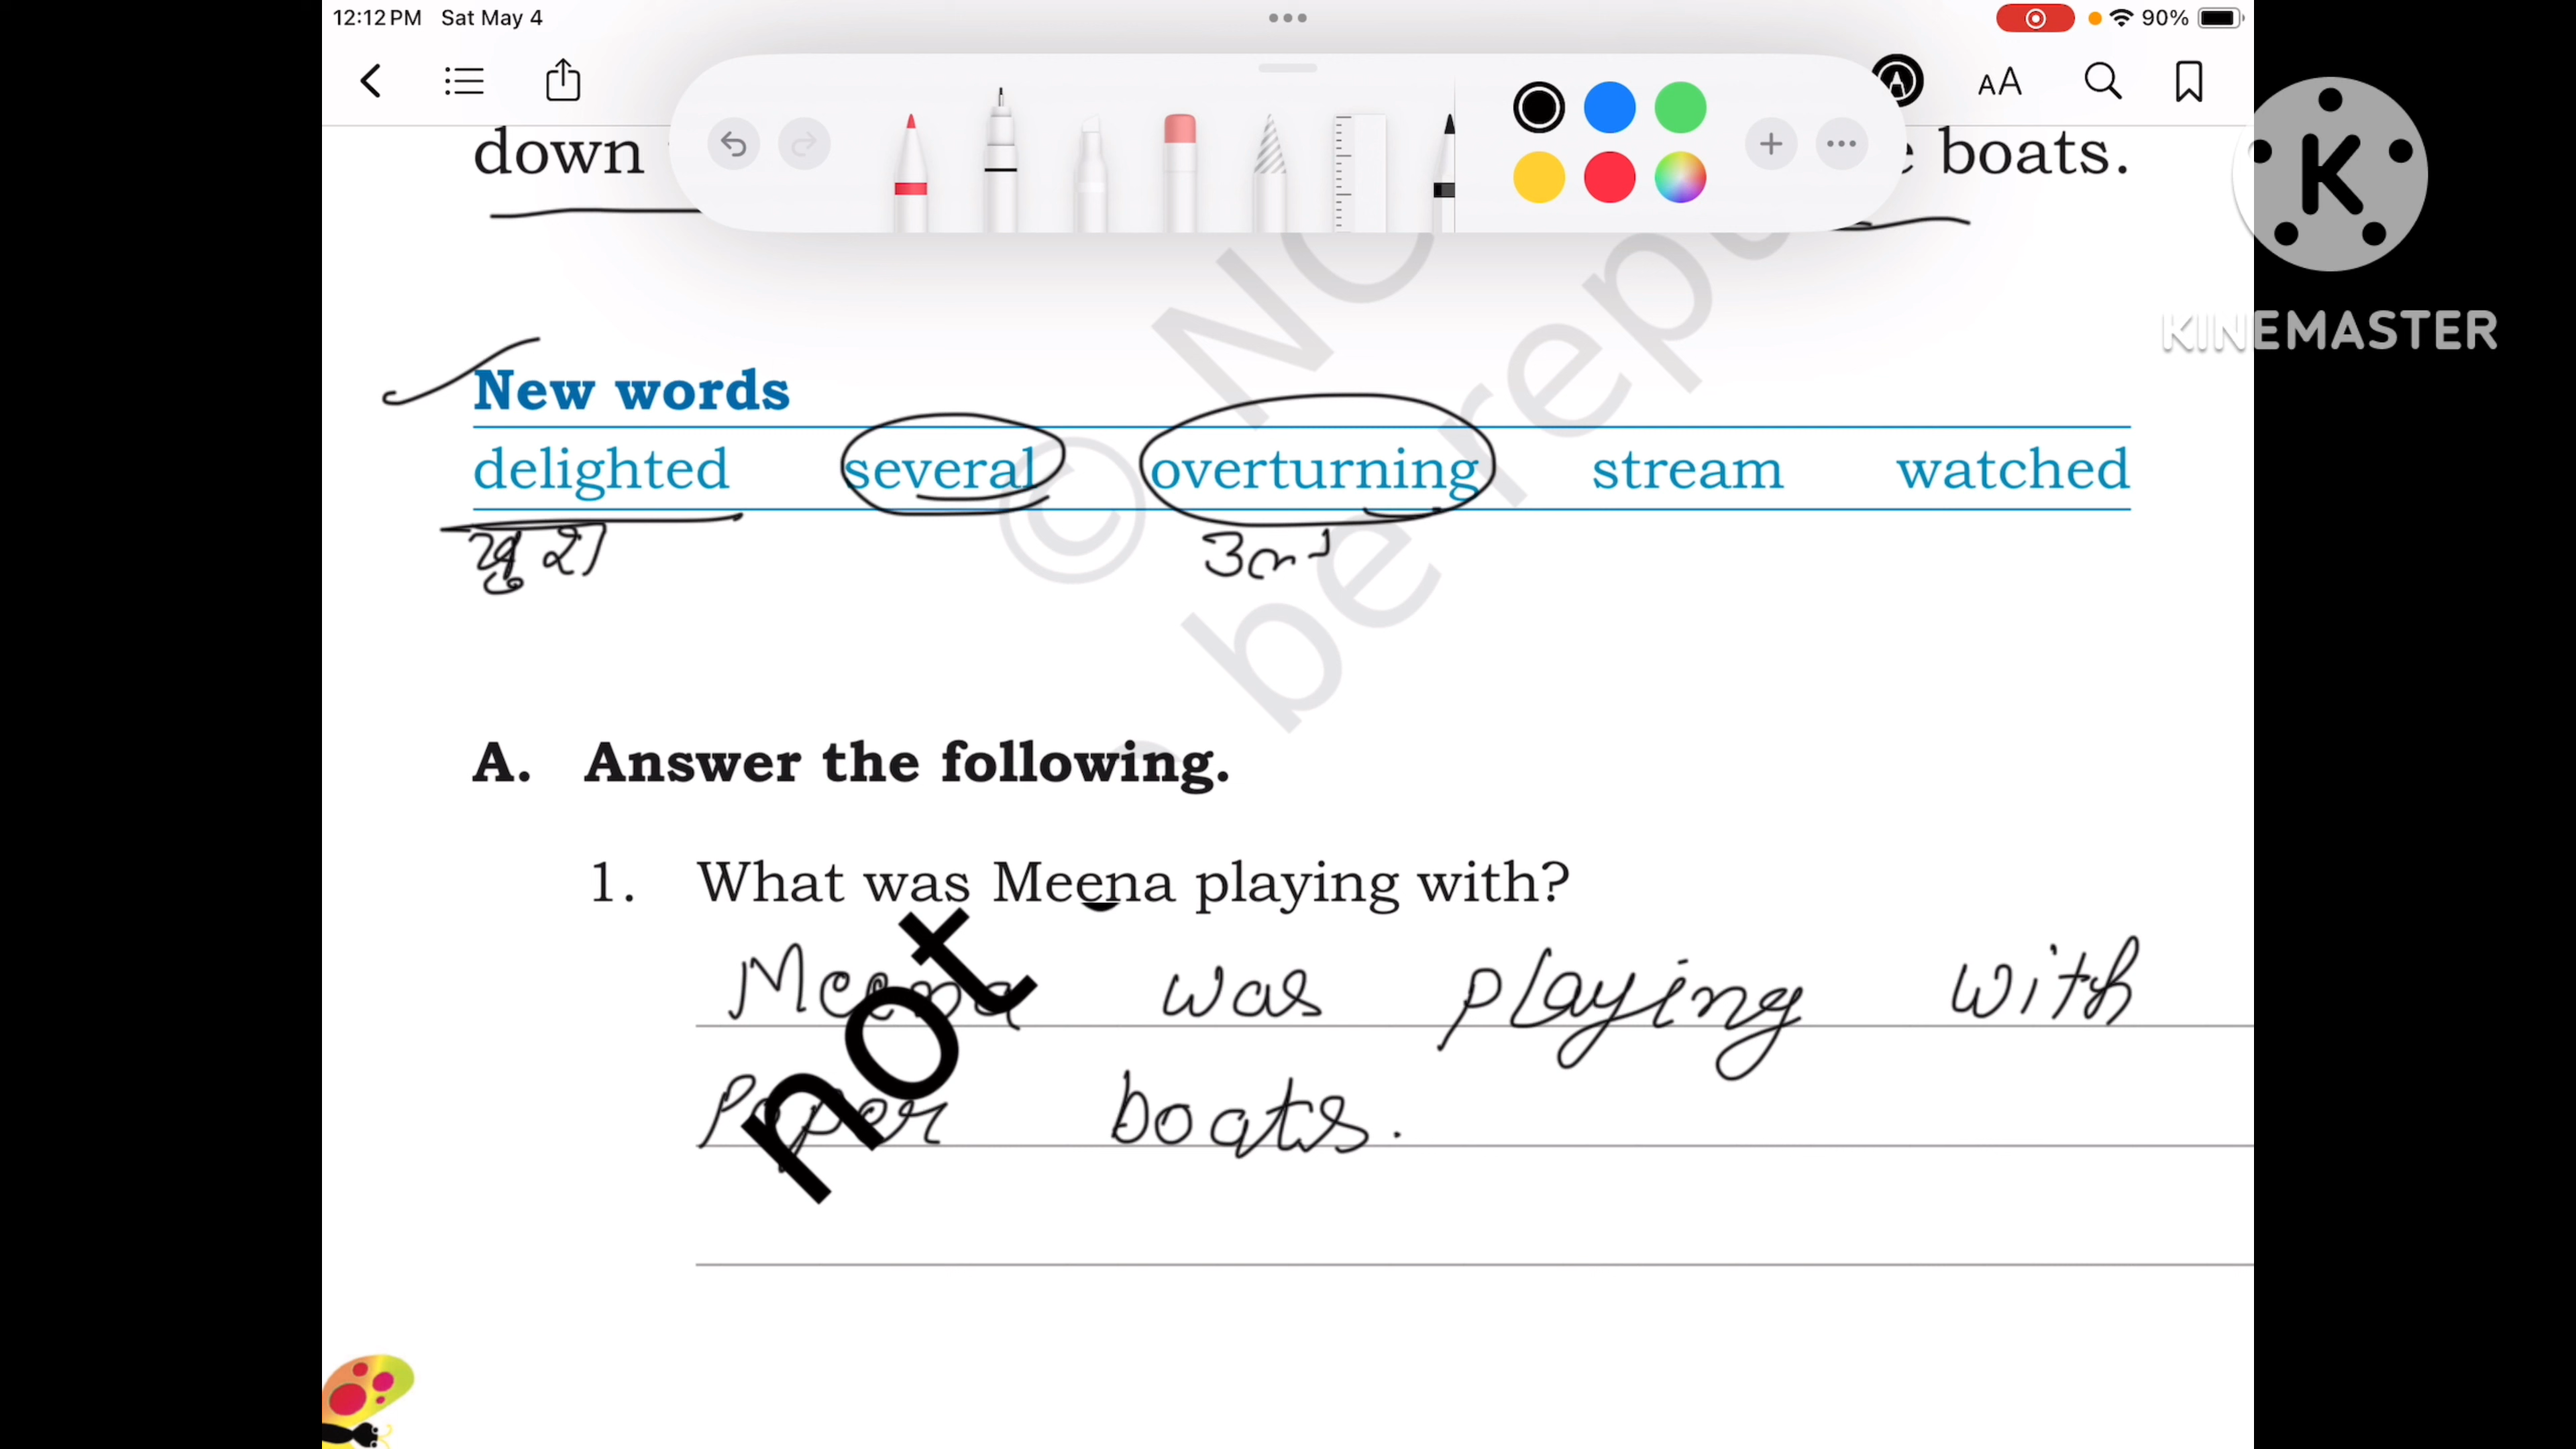 12:12 PM Sat May 4 90%
AA
down boats.
KINEMASTER
New words
delighted several overturning stream watched
खुश
A. Answer the following.
1. What was Meena playing with?
Meena was playing with
Paper boats.
not
be